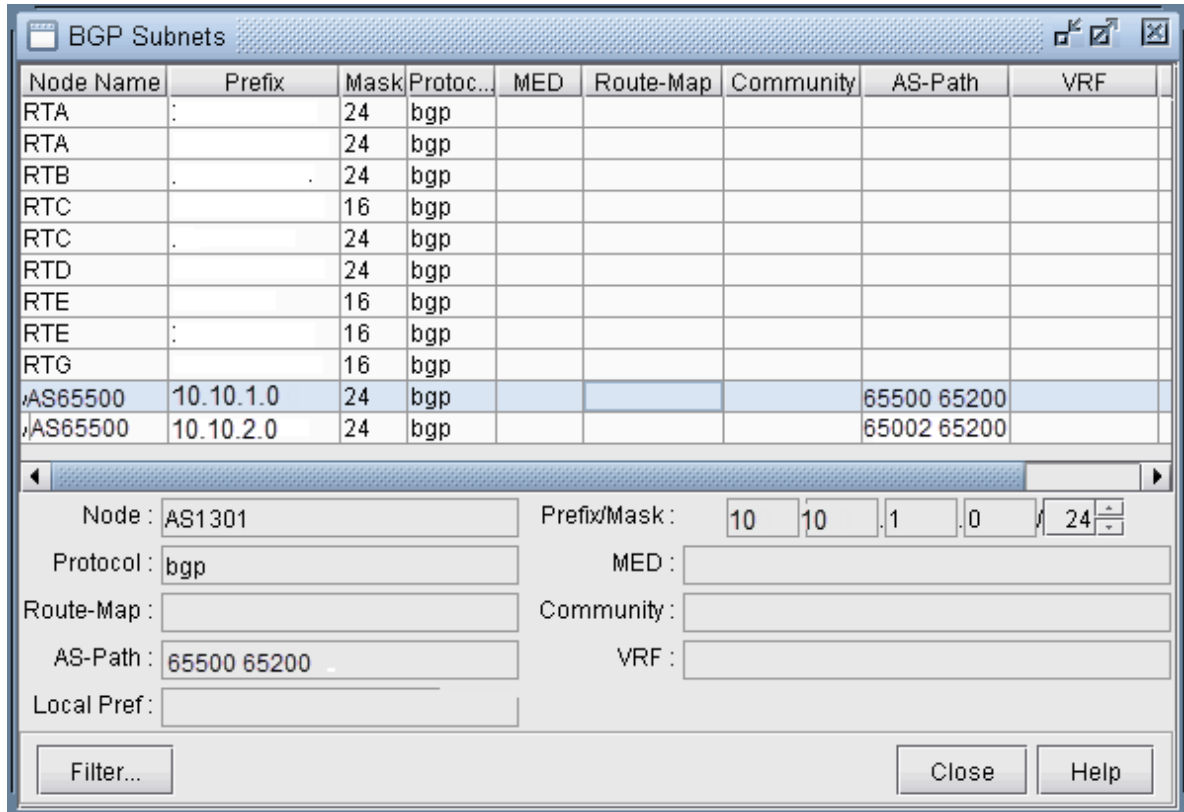 BGP Subnets
Node Name Prefix Mask Protoc... MED Route-Map Community AS-Path VRF
RTA 24 bgp
RTA 24 bgp
RTB 24 bgp
RTC 16 bgp
RTC 24 bgp
RTD 24 bgp
RTE 16 bgp
RTE 16 bgp
RTG 16 bgp
AS65500 10.10.1.0 24 bgp 65500 65200
AS65500 10.10.2.0 24 bgp 65002 65200
Node : AS1301 Prefix/Mask : 10 10 .1 .0 / 24
Protocol : bgp MED :
Route-Map : Community :
AS-Path : 65500 65200 VRF :
Local Pref :
Filter... Close Help